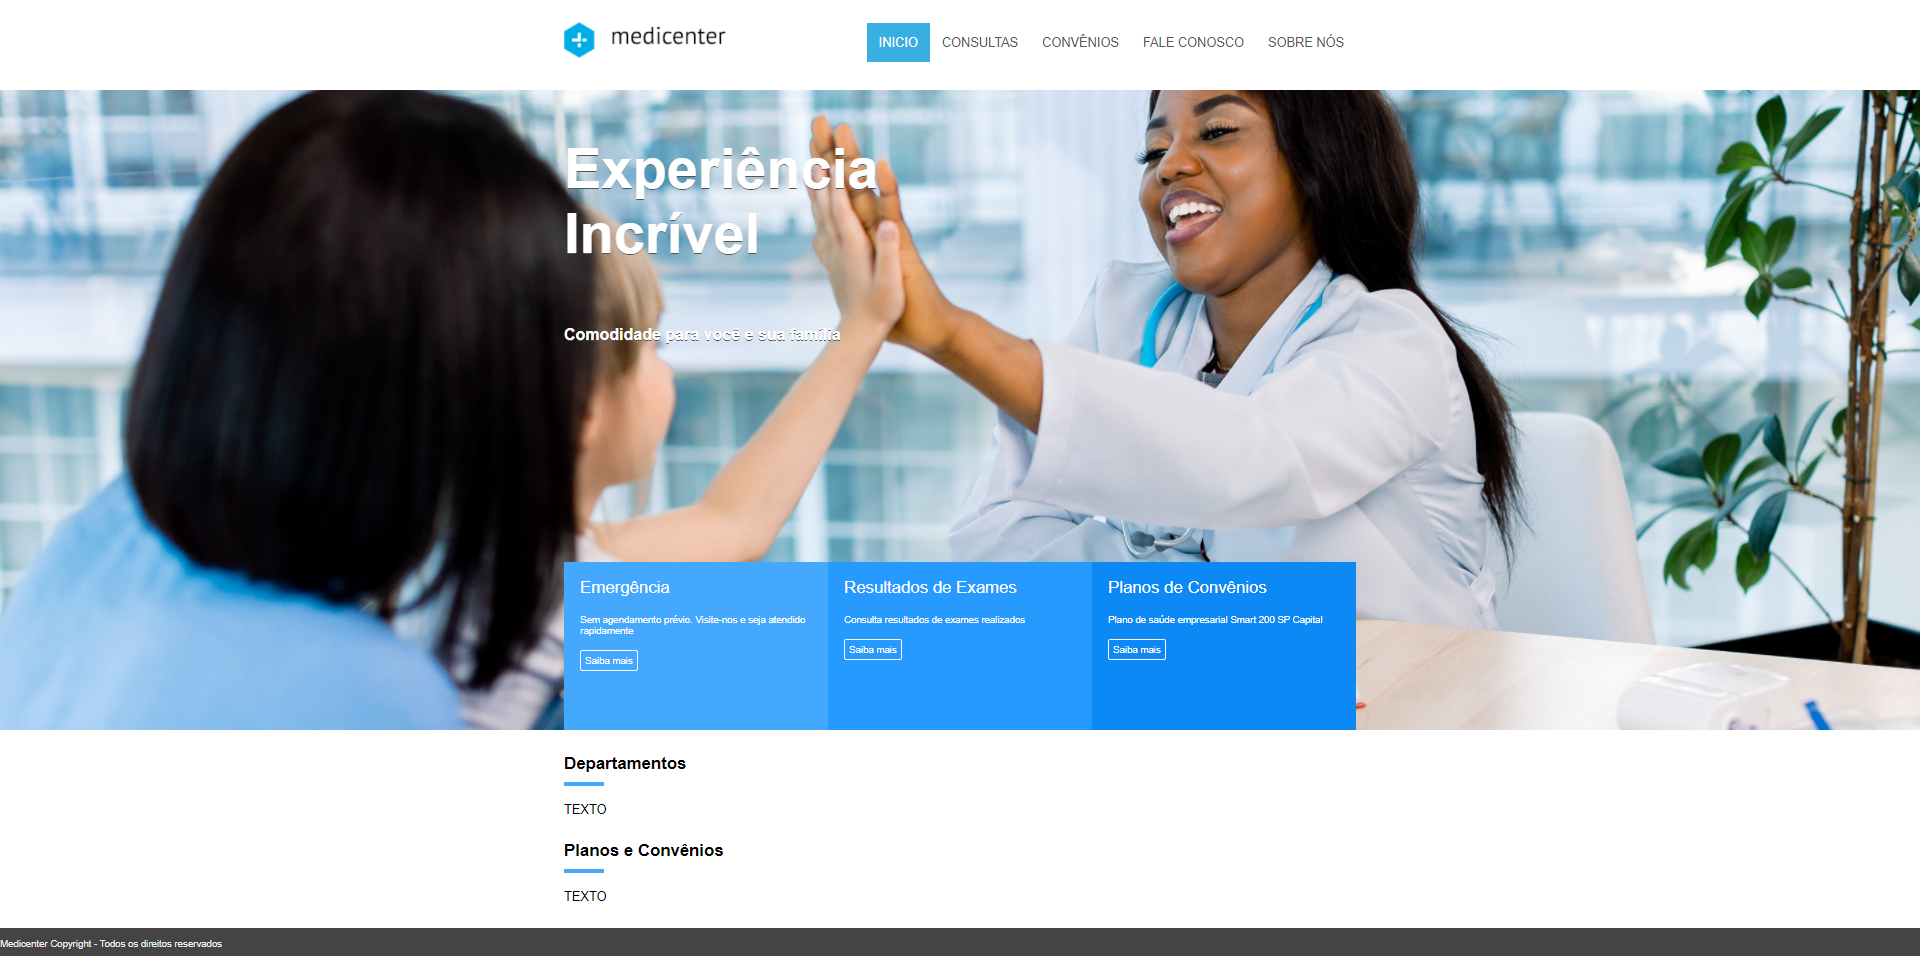 medicenter
INICIO
CONSULTAS
CONVÊNIOS
FALE CONOSCO
SOBRE NÓS
Experiência
Incrível
Comodidade para você e sua família
Emergência
Sem agendamento prévio. Visite-nos e seja atendido
rapidamente
Saiba mais
Resultados de Exames
Consulta resultados de exames realizados
Saiba mais
Planos de Convênios
Plano de saúde empresarial Smart 200 SP Capital
Saiba mais
Departamentos
TEXTO
Planos e Convênios
TEXTO
Medicenter Copyright - Todos os direitos reservados